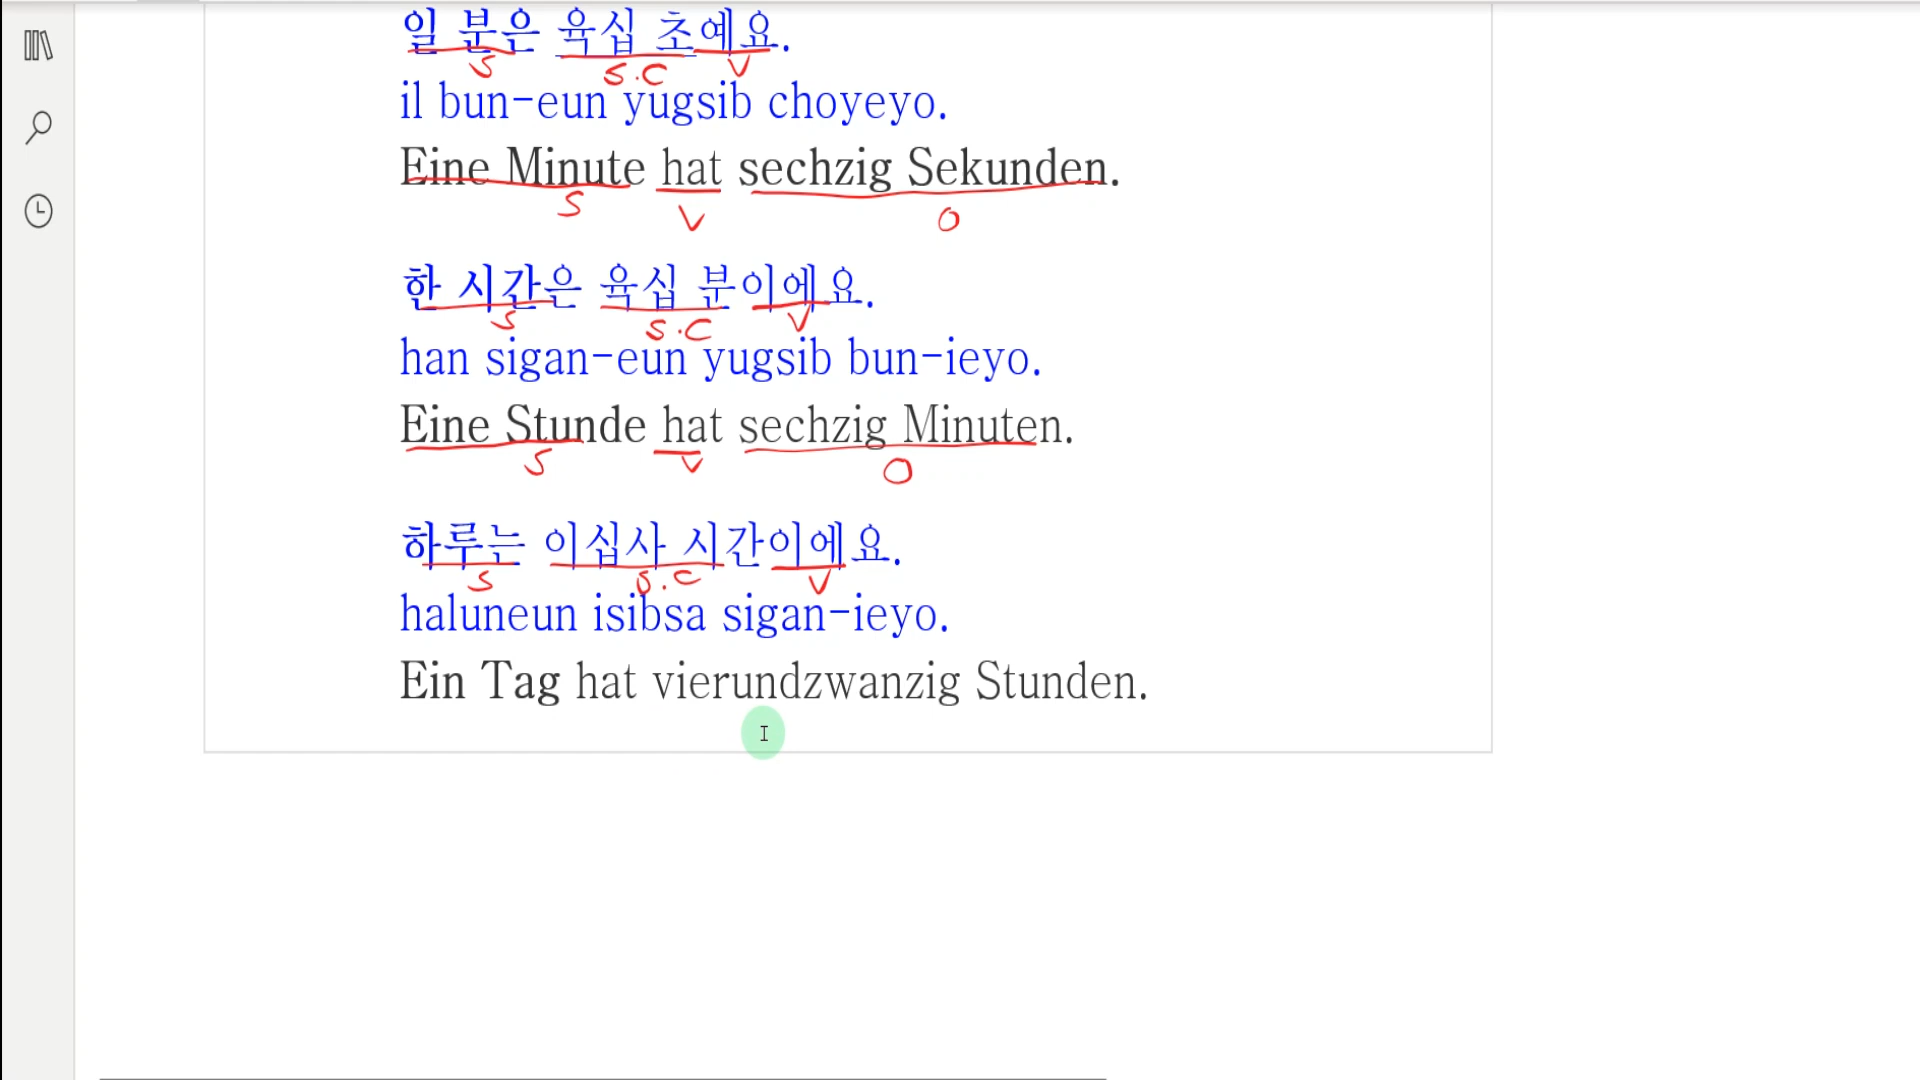 일 분은 육십 초예요.
S S.C V
il bun-eun yugsib choyeyo.
Eine Minute hat sechzig Sekunden.
S V O
한 시간은 육십 분이에요.
S S.C V
han sigan-eun yugsib bun-ieyo.
Eine Stunde hat sechzig Minuten.
S V O
하루는 이십사 시간이에요.
S S.C V
haluneun isibsa sigan-ieyo.
Ein Tag hat vierundzwanzig Stunden.